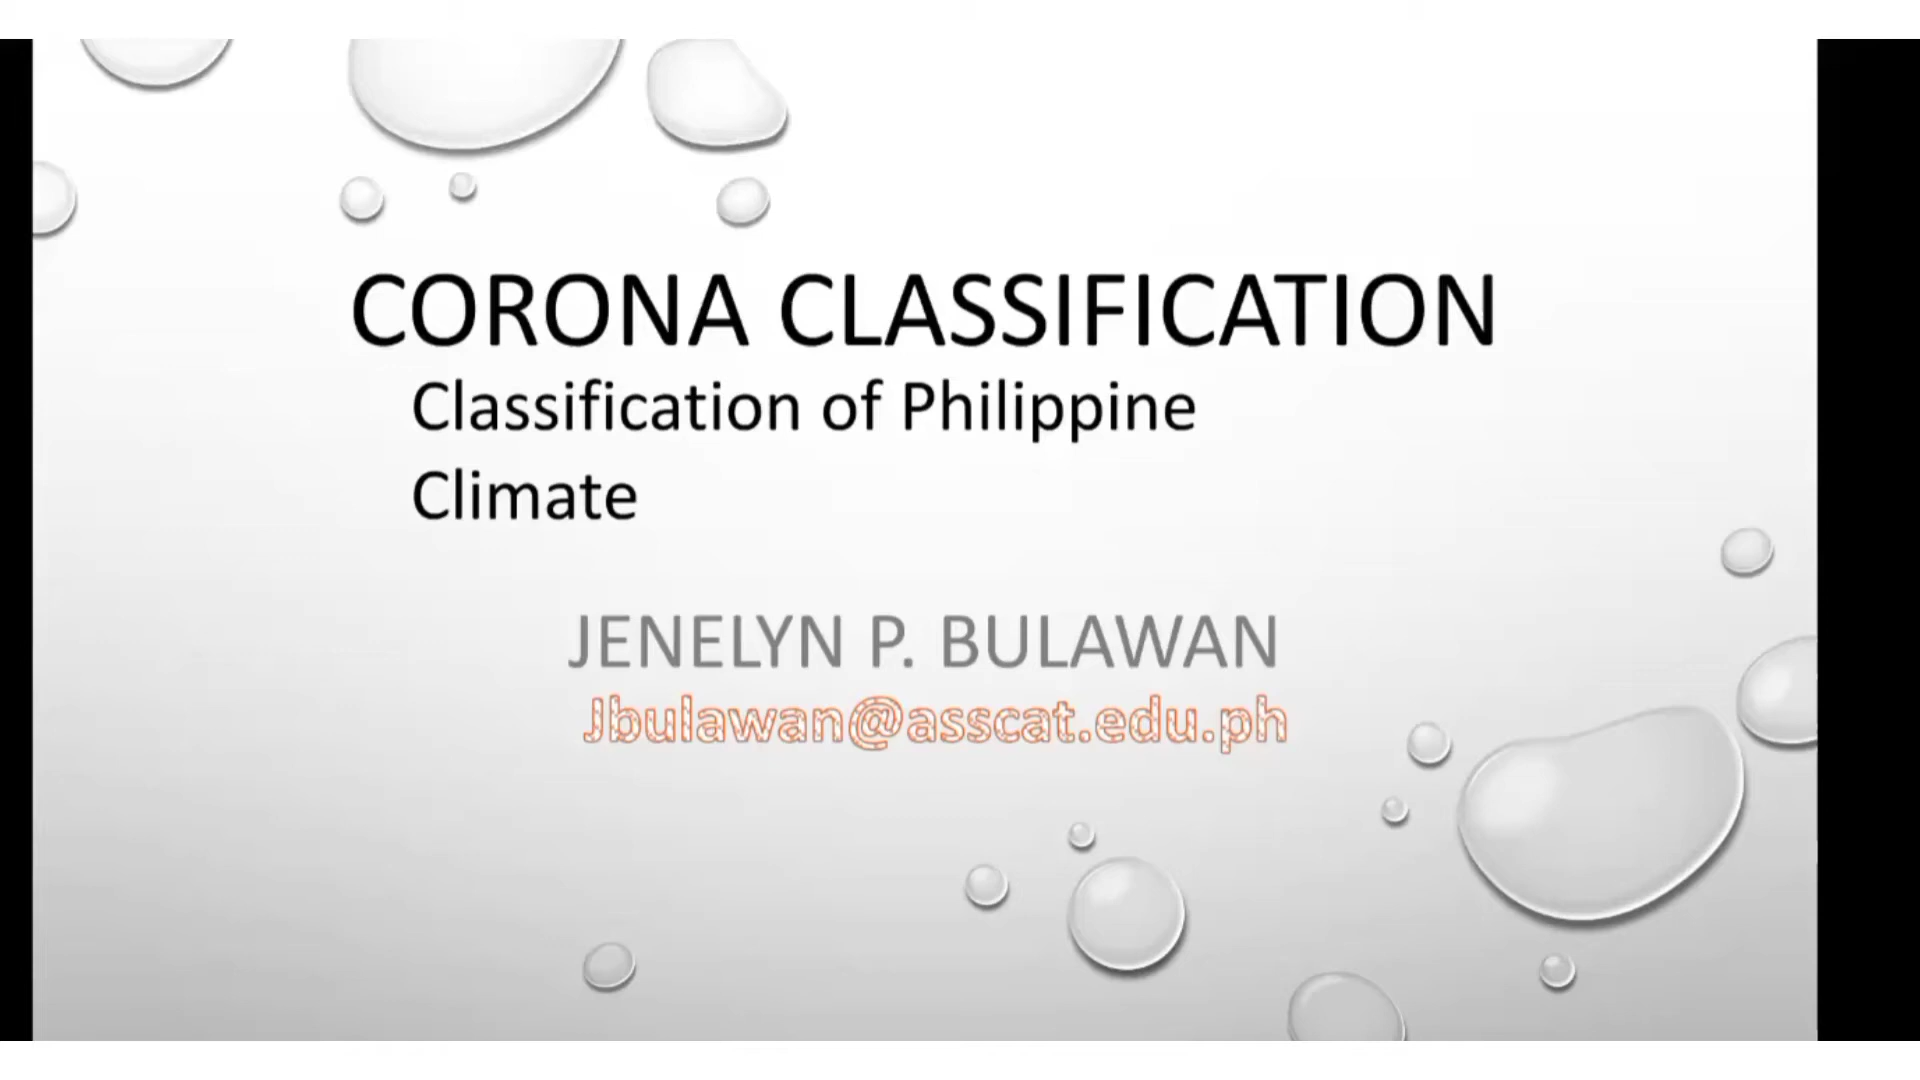 CORONA CLASSIFICATION
Classification of Philippine
Climate
JENELYN P. BULAWAN
Jbulawan@asscat.edu.ph